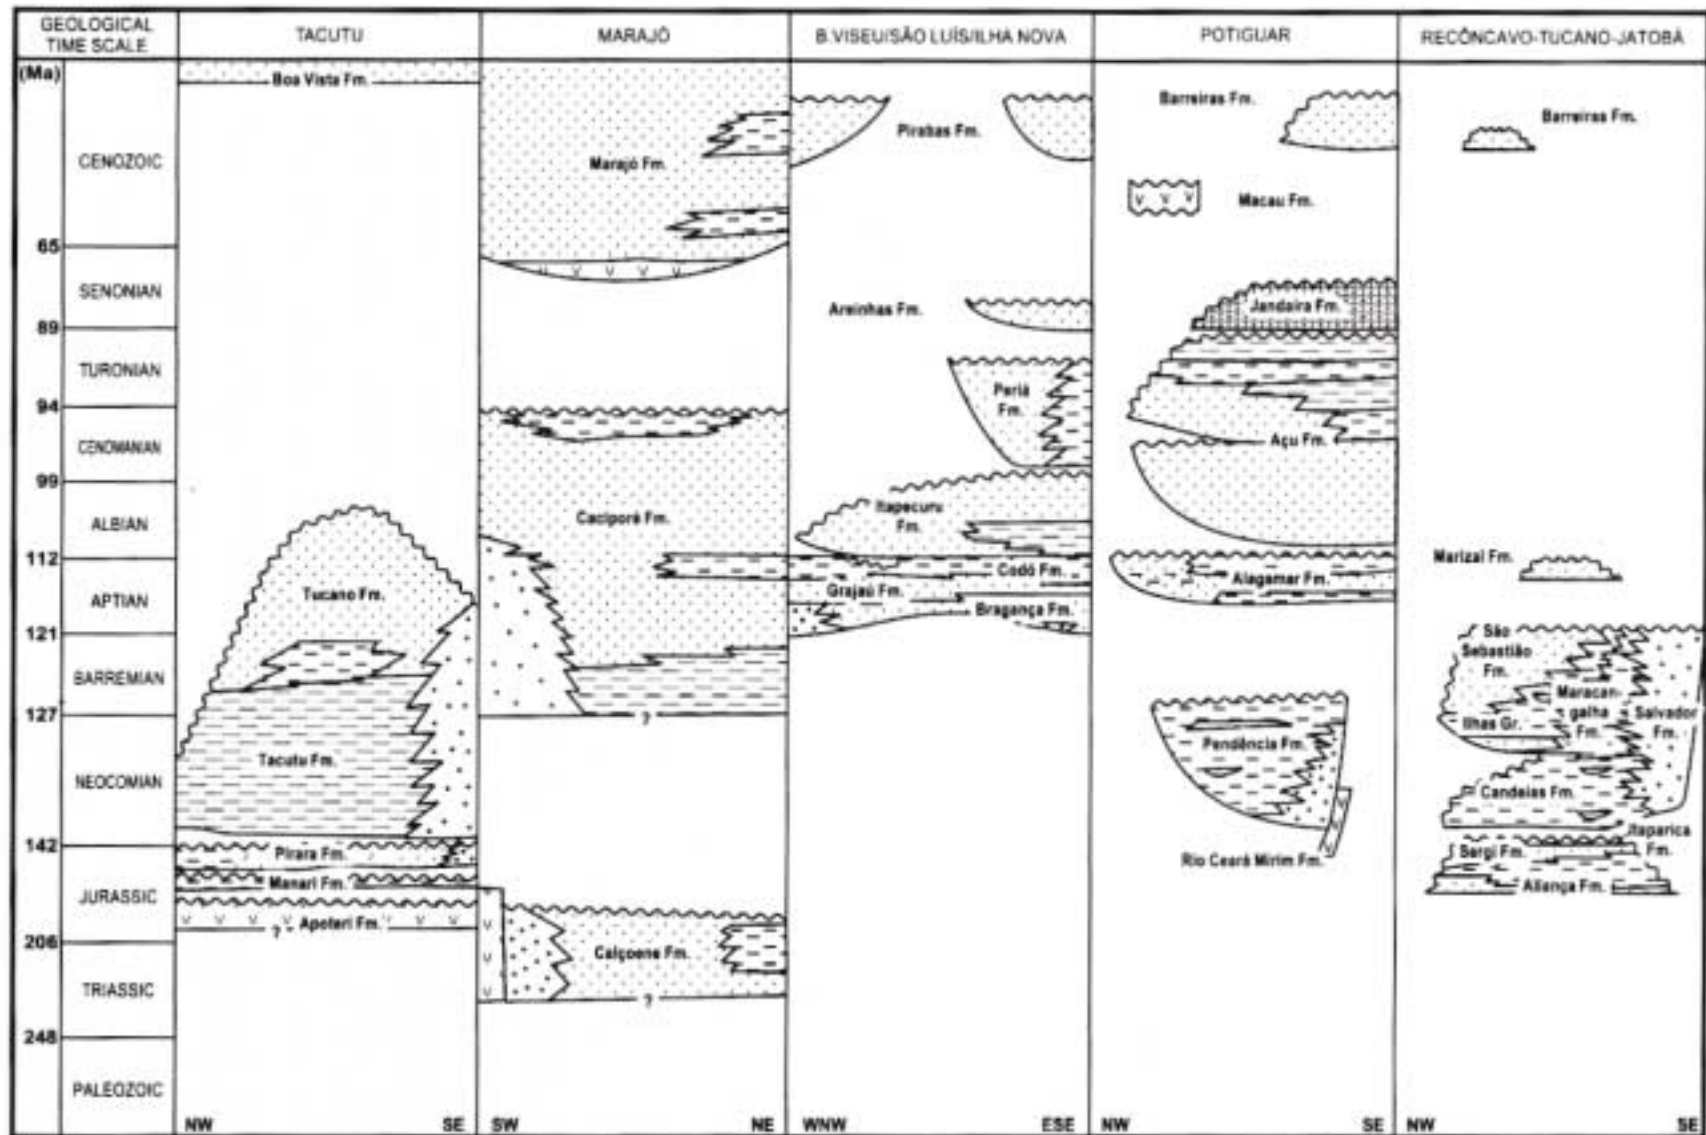 GEOLOGICAL
TIME SCALE
TACUTU
MARAJÓ
B.VISEU/SÃO LUÍS/ILHA NOVA
POTIGUAR
RECÔNCAVO-TUCANO-JATOBÁ
(Ma)
CENOZOIC
65
SENONIAN
89
TURONIAN
94
CENOMANIAN
99
ALBIAN
112
APTIAN
121
BARREMIAN
127
NEOCOMIAN
142
JURASSIC
206
TRIASSIC
248
PALEOZOIC
Boa Vista Fm.
Tucano Fm.
Tacutu Fm.
Pirara Fm.
Manari Fm.
? - Apoteri Fm.
NW
SE
Marajó Fm.
Caciporé Fm.
?
Calçoene Fm.
?
SW
NE
Pirabas Fm.
Areinhas Fm.
Periá
Fm.
Itapecuru
Fm.
Codó Fm.
Grajaú Fm.
Bragança Fm.
WNW
ESE
Barreiras Fm.
Macau Fm.
Jandaira Fm.
Açu Fm.
Alagamar Fm.
Pendência Fm.
Rio Ceará Mirim Fm.
NW
SE
Barreiras Fm.
Marizal Fm.
São
Sebastião
Fm.
Maracan-
galha
Fm.
Ilhas Gr.
Salvador
Fm.
Candeias Fm.
Itaparica
Fm.
Sergi Fm.
Aliança Fm.
NW
SE